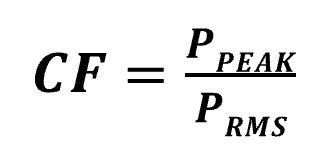 CF = P_PEAK / P_RMS